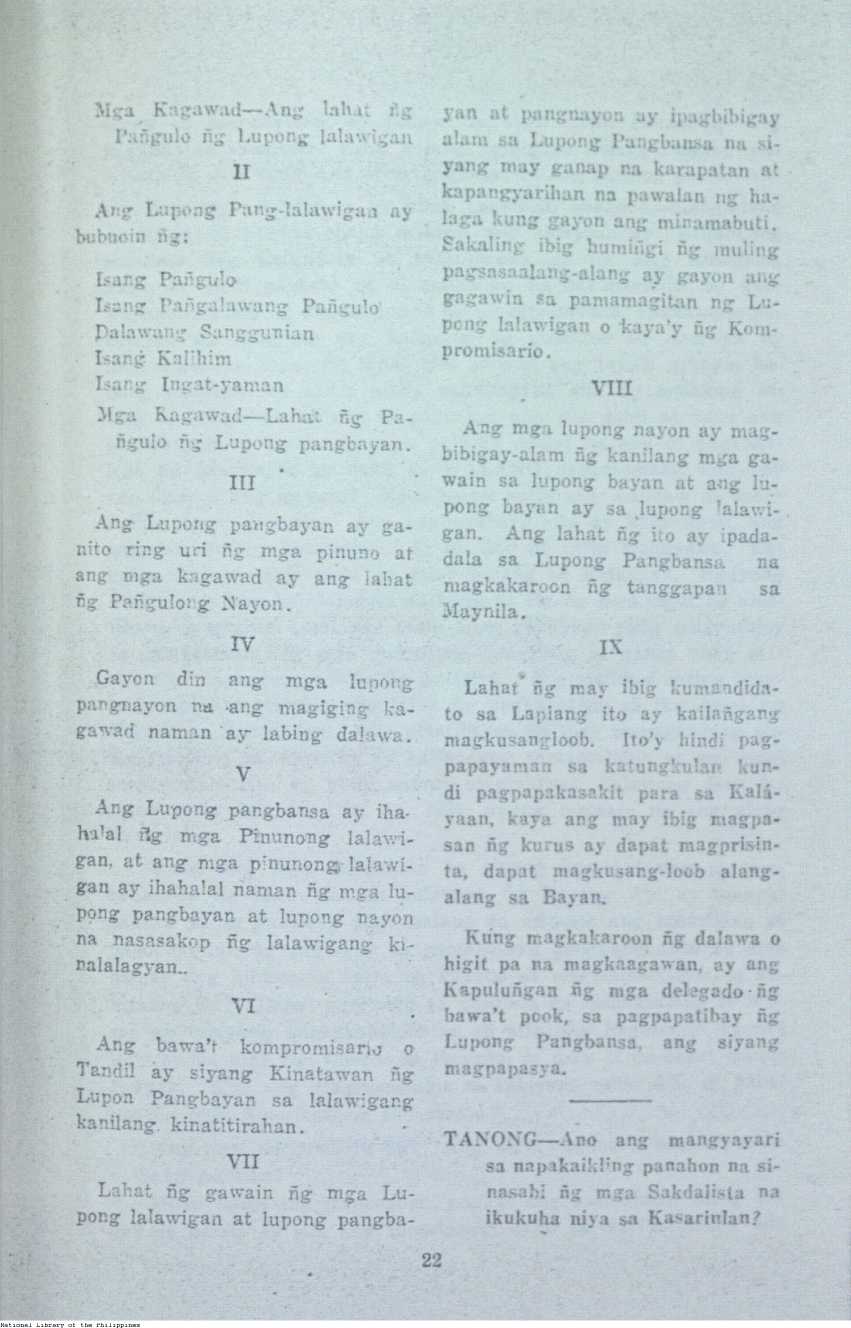 Mga Kagawad—Ang lahat ñg
Pañgulo ñg Lupong lalawigan
II
Ang Lupong Pang-lalawigan ay
bubuoin ñg:
Isang Pañgulo
Isang Pañgalawang Pañgulo
Dalawang Sanggunian
Isang Kalihim
Isang Ingat-yaman
Mga Kagawad—Lahat ñg Pa-
ñgulo ñg Lupong pangbayan.
III
Ang Lupong pangbayan ay ga-
nito ring uri ñg mga pinuno at
ang mga kagawad ay ang lahat
ñg Pañgulong Nayon.
IV
Gayon din ang mga lupong
pangnayon na ang magiging ka-
gawad naman ay labing dalawa.
V
Ang Lupong pangbansa ay iha-
halal ñg mga Pinunong lalawi-
gan, at ang mga pinunong lalawi-
gan ay ihahalal naman ñg mga lu-
pong pangbayan at lupong nayon
na nasasakop ñg lalawigang ki-
nalalagyan..
VI
Ang bawa't kompromisario o
Tandil ay siyang Kinatawan ñg
Lupon Pangbayan sa lalawigang
kanilang kinatitirahan.
VII
Lahat ñg gawain ñg mga Lu-
pong lalawigan at lupong pangba-
yan at pangnayon ay ipagbibigay
alam sa Lupong Pangbansa na si-
yang may ganap na karapatan at
kapangyarihan na pawalan ng ha-
laga kung gayon ang minamabuti.
Sakaling ibig humiñgi ñg muling
pagsasaalang-alang ay gayon ang
gagawin sa pamamagitan ng Lu-
pong lalawigan o kaya'y ñg Kom-
promisario.
VIII
Ang mga lupong nayon ay mag-
bibigay-alam ñg kanilang mga ga-
wain sa lupong bayan at ang lu-
pong bayan ay sa lupong lalawi-
gan. Ang lahat ñg ito ay ipada-
dala sa Lupong Pangbansa na
magkakaroon ñg tanggapan sa
Maynila.
IX
Lahat ñg may ibig kumandida-
to sa Lapiang ito ay kailañgang
magkusangloob. Ito'y hindi pag-
papayaman sa katungkulan kun-
di pagpapakasakit para sa Kalá-
yaan, kaya ang may ibig magpa-
san ñg kurus ay dapat magprisin-
ta, dapat magkusang-loob alang-
alang sa Bayan.
Kung magkakaroon ñg dalawa o
higit pa na magkaagawan, ay ang
Kapuluñgan ñg mga delegado ñg
bawa't pook, sa pagpapatibay ñg
Lupong Pangbansa, ang siyang
magpapasya.
TANONG—Ano ang mangyayari
sa napakaikling panahon na si-
nasabi ñg mga Sakdalista na
ikukuha niya sa Kasarinlan?
22
National Library of the Philippines